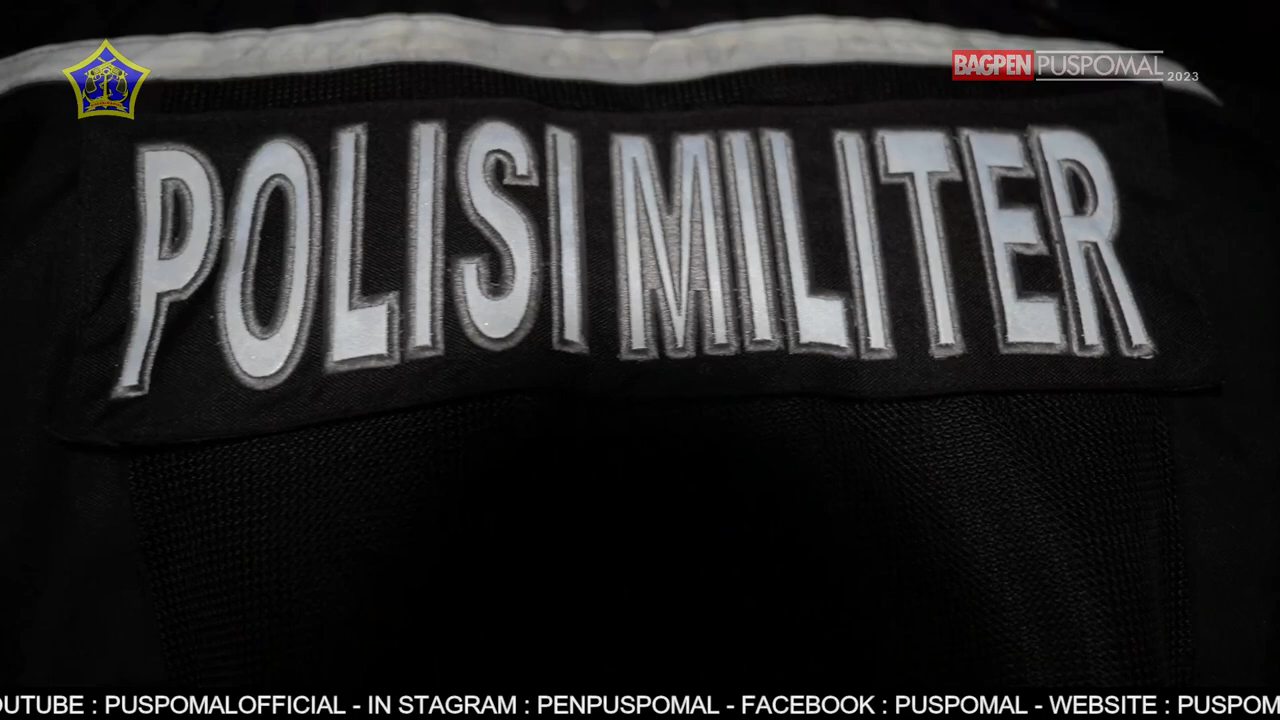 BAGPEN PUSPOMAL 2023
POLISI MILITER
OUTUBE : PUSPOMALOFFICIAL - IN STAGRAM : PENPUSPOMAL - FACEBOOK : PUSPOMAL - WEBSITE : PUSPOM